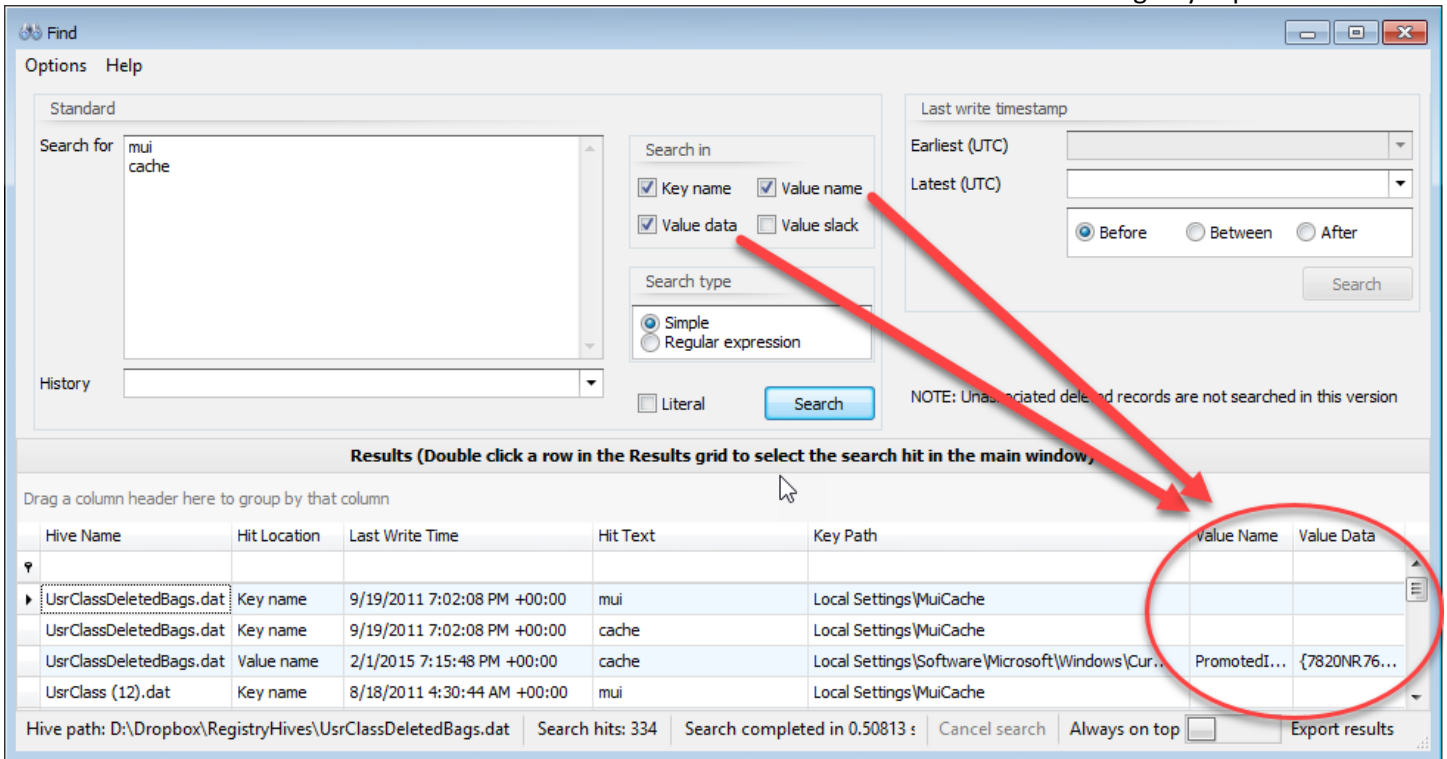 Find
Options Help
Standard
Search for
mui
cache
History
Search in
Key name Value name
Value data Value slack
Search type
Simple
Regular expression
Literal Search
Last write timestamp
Earliest (UTC)
Latest (UTC)
Before Between After
Search
NOTE: Unassociated deleted records are not searched in this version
Results (Double click a row in the Results grid to select the search hit in the main window)
Drag a column header here to group by that column
Hive Name Hit Location Last Write Time Hit Text Key Path Value Name Value Data
UsrClassDeletedBags.dat Key name 9/19/2011 7:02:08 PM +00:00 mui Local Settings\MuiCache
UsrClassDeletedBags.dat Key name 9/19/2011 7:02:08 PM +00:00 cache Local Settings\MuiCache
UsrClassDeletedBags.dat Value name 2/1/2015 7:15:48 PM +00:00 cache Local Settings\Software\Microsoft\Windows\Cur... PromotedI... {7820NR76...
UsrClass (12).dat Key name 8/18/2011 4:30:44 AM +00:00 mui Local Settings\MuiCache
Hive path: D:\Dropbox\RegistryHives\UsrClassDeletedBags.dat Search hits: 334 Search completed in 0.50813 s Cancel search Always on top Export results